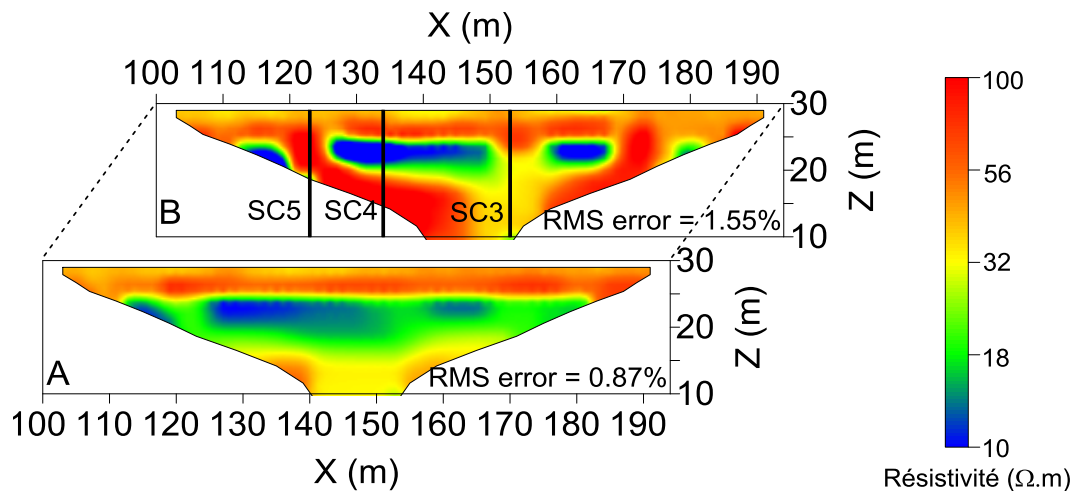 X (m)
100 110 120 130 140 150 160 170 180 190
30
20
10
Z (m)
B
SC5 SC4 SC3
RMS error = 1.55%
30
20
10
Z (m)
A
RMS error = 0.87%
100 110 120 130 140 150 160 170 180 190
X (m)
100
56
32
18
10
Résistivité (Ω.m)